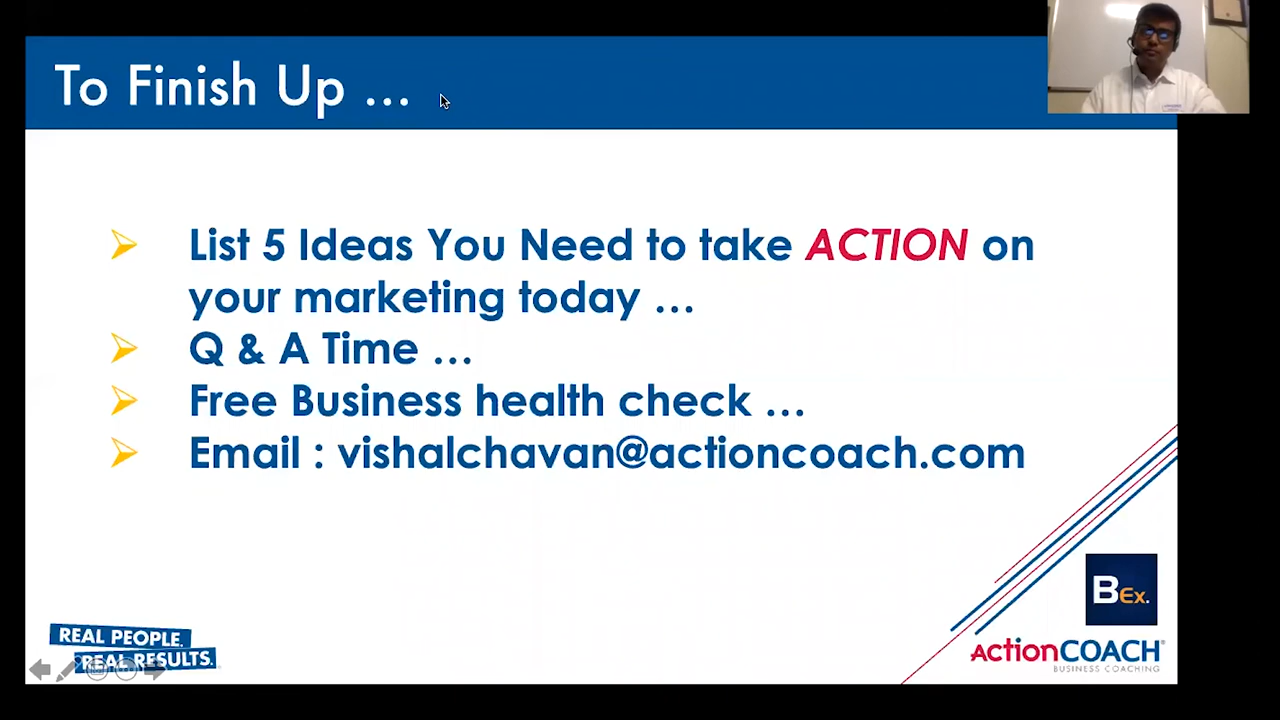 To Finish Up ...
List 5 Ideas You Need to take ACTION on
your marketing today ...
Q & A Time ...
Free Business health check ...
Email : vishalchavan@actioncoach.com
BEx.
REAL PEOPLE.
REAL RESULTS.
ActionCOACH®
BUSINESS COACHING